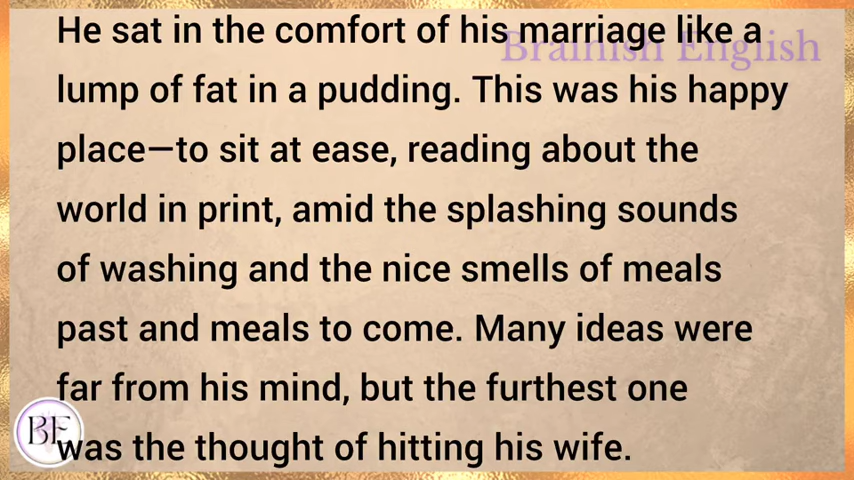 Brainish English
He sat in the comfort of his marriage like a
lump of fat in a pudding. This was his happy
place—to sit at ease, reading about the
world in print, amid the splashing sounds
of washing and the nice smells of meals
past and meals to come. Many ideas were
far from his mind, but the furthest one
was the thought of hitting his wife.
BE